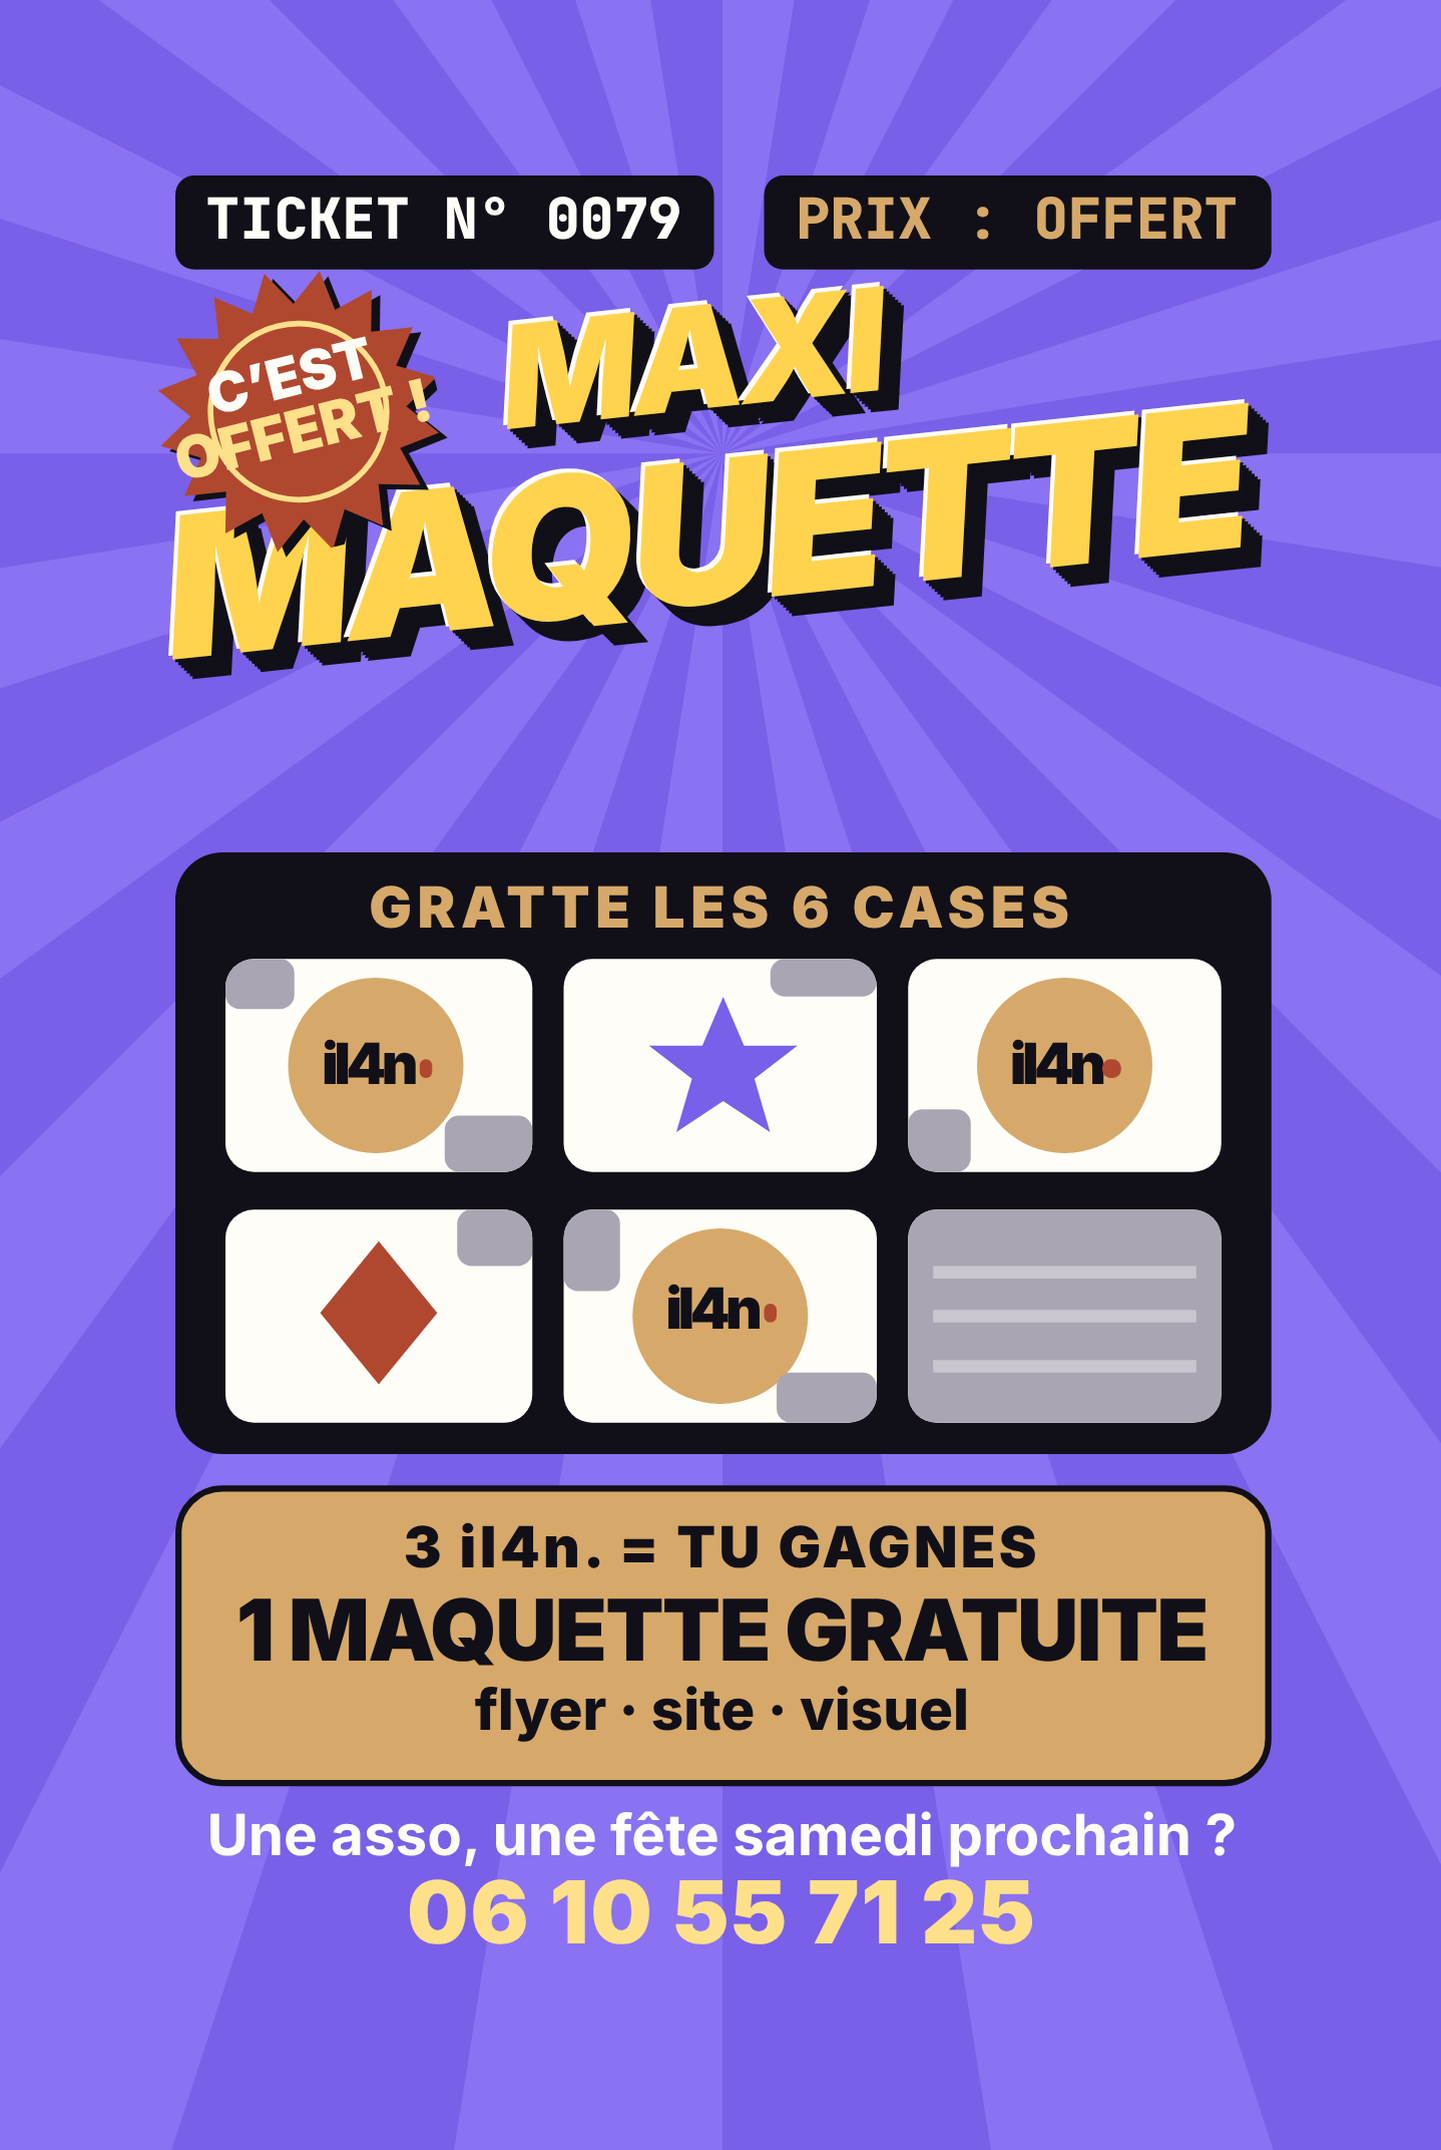 TICKET N° 0079
PRIX : OFFERT
C'EST
OFFERT !
MAXI
MAQUETTE
GRATTE LES 6 CASES
il4n.
il4n.
il4n.
3 il4n. = TU GAGNES
1 MAQUETTE GRATUITE
flyer · site · visuel
Une asso, une fête samedi prochain ?
06 10 55 71 25